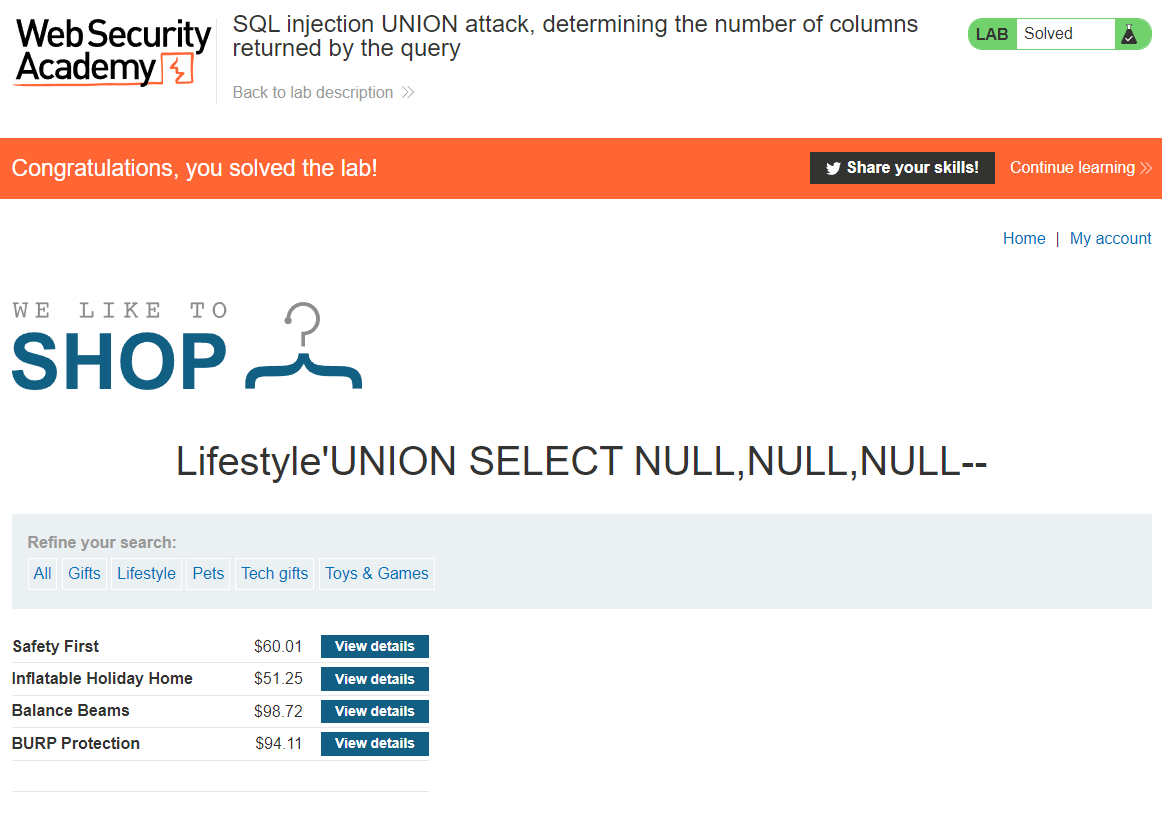 Web Security
Academy
SQL injection UNION attack, determining the number of columns
returned by the query
Back to lab description
LAB Solved
Congratulations, you solved the lab!
Share your skills!
Continue learning
Home | My account
WE LIKE TO
SHOP
Lifestyle'UNION SELECT NULL,NULL,NULL--
Refine your search:
All Gifts Lifestyle Pets Tech gifts Toys & Games
Safety First $60.01 View details
Inflatable Holiday Home $51.25 View details
Balance Beams $98.72 View details
BURP Protection $94.11 View details